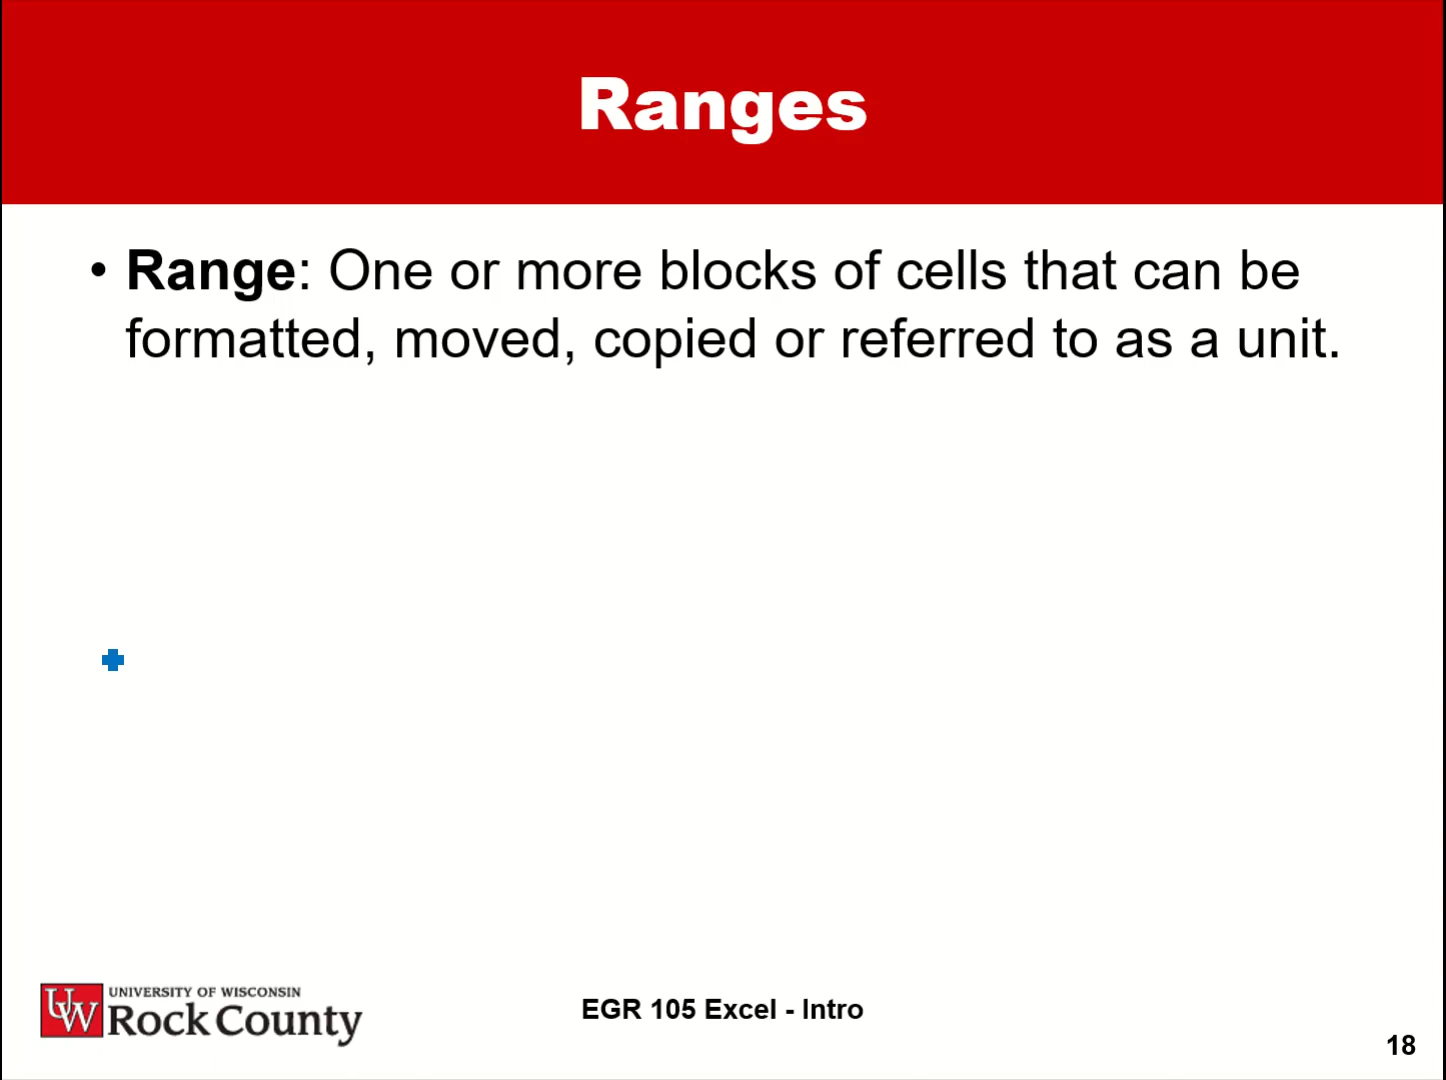 Ranges
• Range: One or more blocks of cells that can be
formatted, moved, copied or referred to as a unit.
UW UNIVERSITY OF WISCONSIN
Rock County
EGR 105 Excel - Intro
18